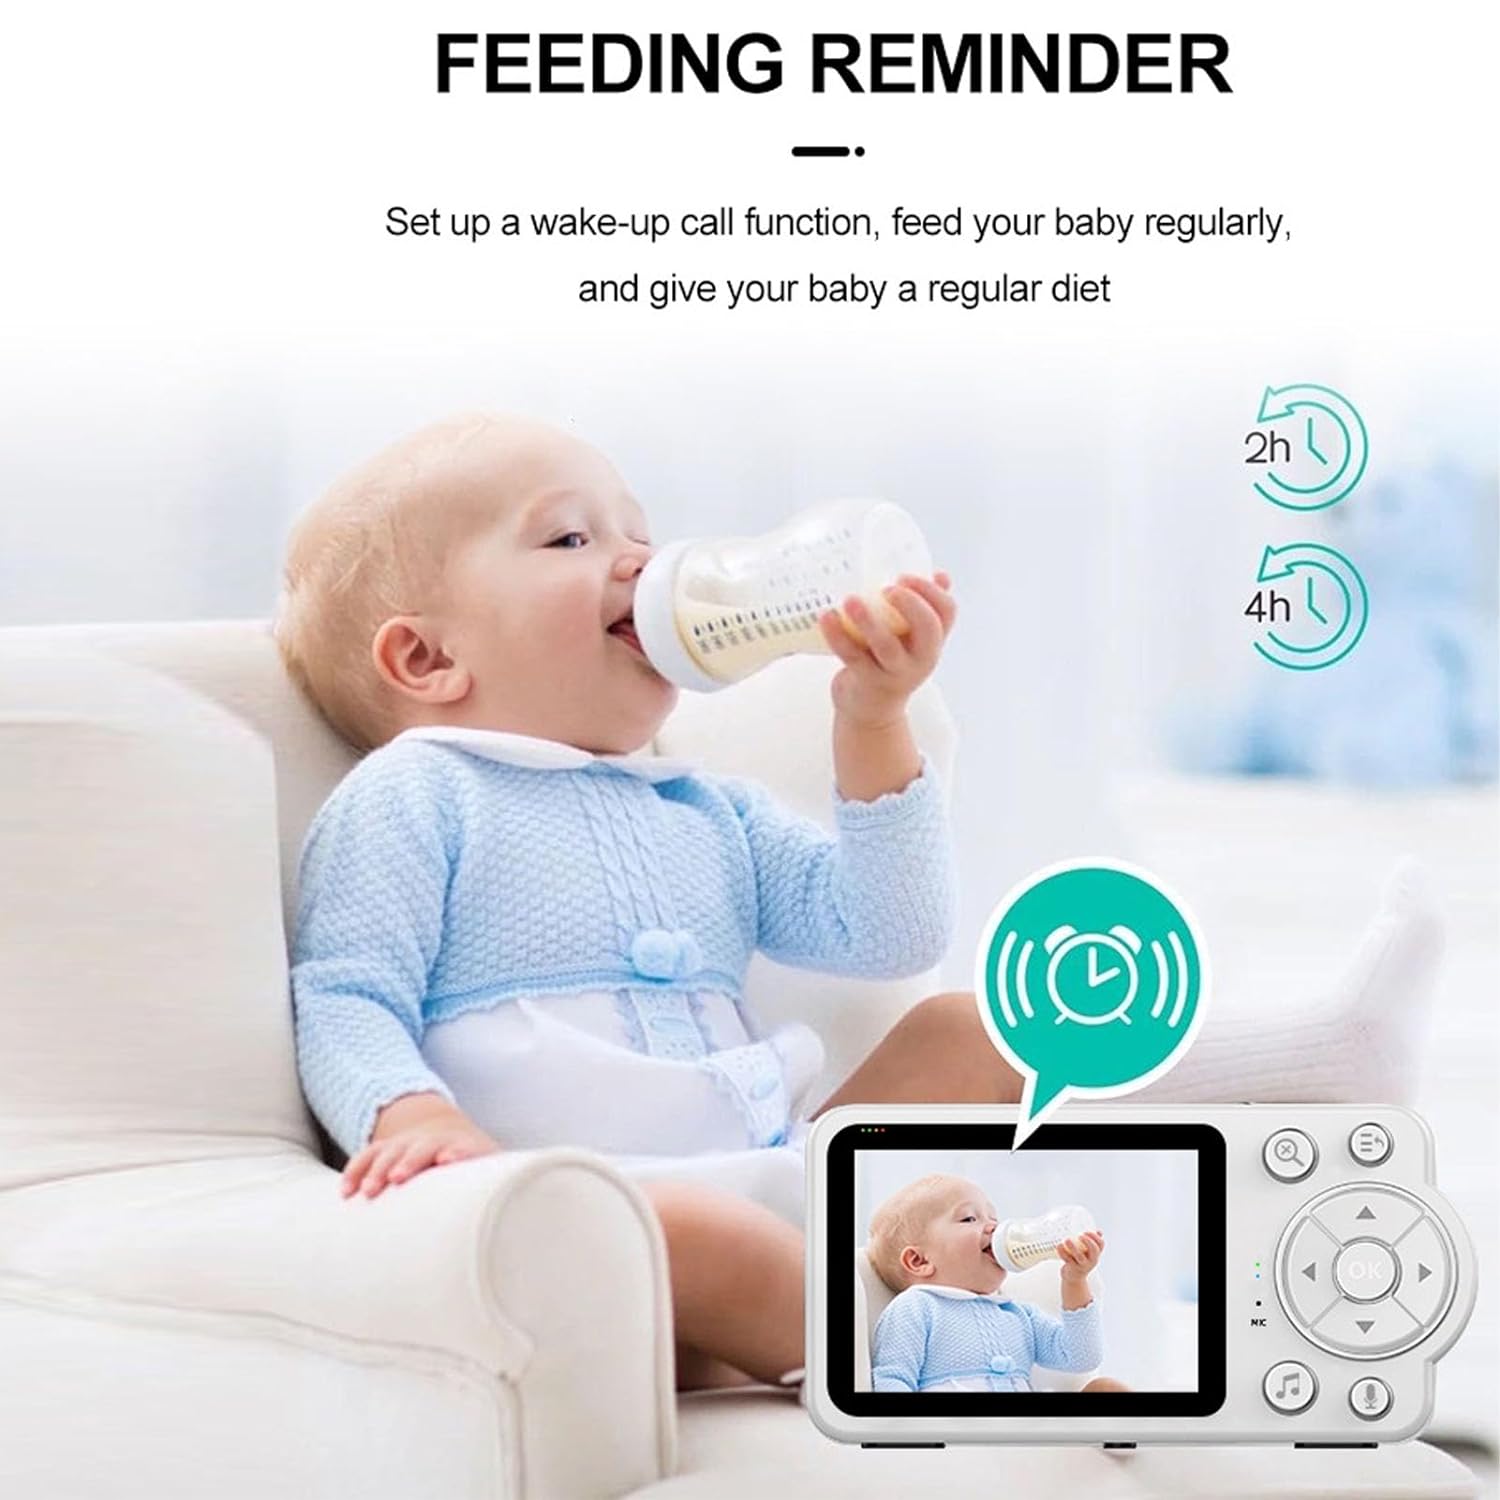 FEEDING REMINDER
Set up a wake-up call function, feed your baby regularly,
and give your baby a regular diet
2h
4h
OK
MIC